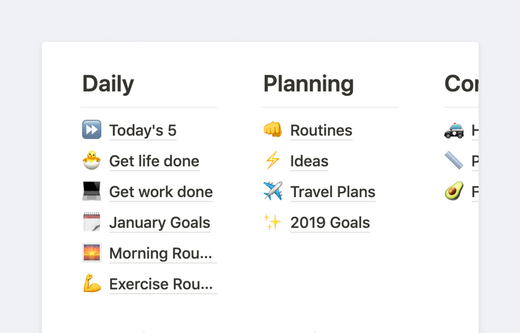 Daily
Today's 5
Get life done
Get work done
January Goals
Morning Rou...
Exercise Rou...
Planning
Routines
Ideas
Travel Plans
2019 Goals